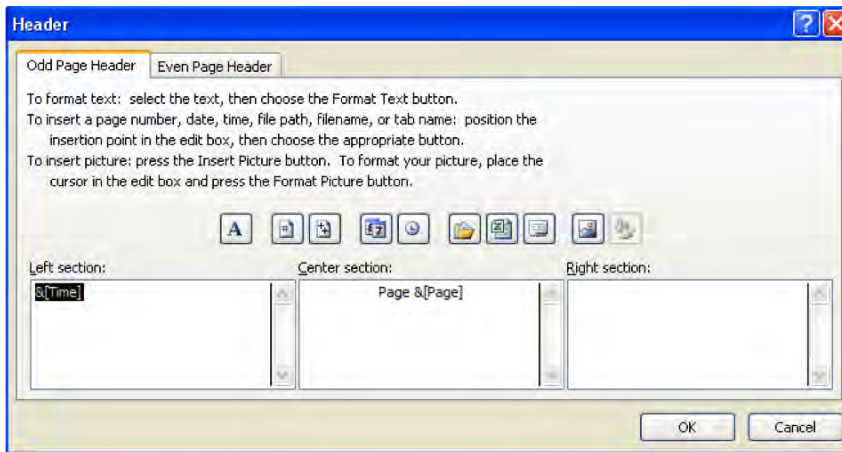 Header
Odd Page Header Even Page Header
To format text: select the text, then choose the Format Text button.
To insert a page number, date, time, file path, filename, or tab name: position the
insertion point in the edit box, then choose the appropriate button.
To insert picture: press the Insert Picture button. To format your picture, place the
cursor in the edit box and press the Format Picture button.
A
Left section: Center section: Right section:
&[Time] Page &[Page]
OK Cancel